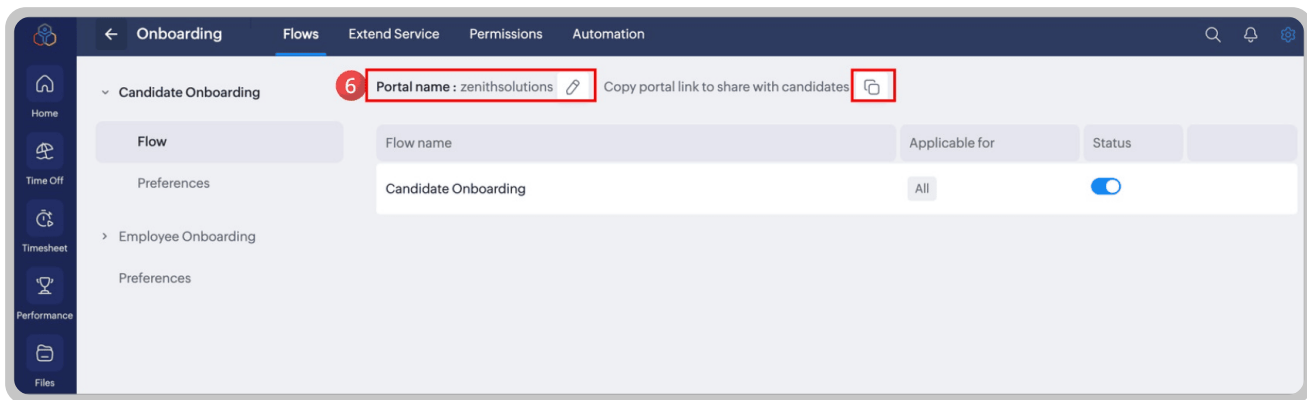 Onboarding Flows Extend Service Permissions Automation
Home
Time Off
Timesheet
Performance
Files
Candidate Onboarding
Flow
Preferences
Employee Onboarding
Preferences
6 Portal name : zenithsolutions Copy portal link to share with candidates
Flow name Applicable for Status
Candidate Onboarding All